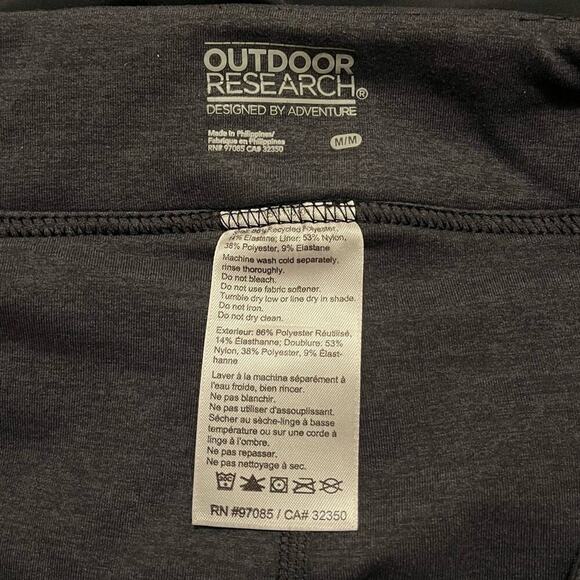 OUTDOOR
RESEARCH®
DESIGNED BY ADVENTURE
Made in Philippines/
Fabriqué en Philippines
RN# 97085 CA# 32350
M/M
86% Recycled Polyester,
14% Elastane; Liner: 53% Nylon,
38% Polyester, 9% Elastane
Machine wash cold separately,
rinse thoroughly.
Do not bleach.
Do not use fabric softener.
Tumble dry low or line dry in shade.
Do not iron.
Do not dry clean.
Exterieur: 86% Polyester Réutilisé,
14% Élasthanne; Doublure: 53%
Nylon, 38% Polyester, 9% Élast-
hanne
Laver à la machine séparément à
l'eau froide, bien rincer.
Ne pas blanchir.
Ne pas utiliser d'assouplissant.
Sécher au sèche-linge à basse
température ou sur une corde à
linge à l'ombre.
Ne pas repasser.
Ne pas nettoyage à sec.
RN #97085 / CA# 32350